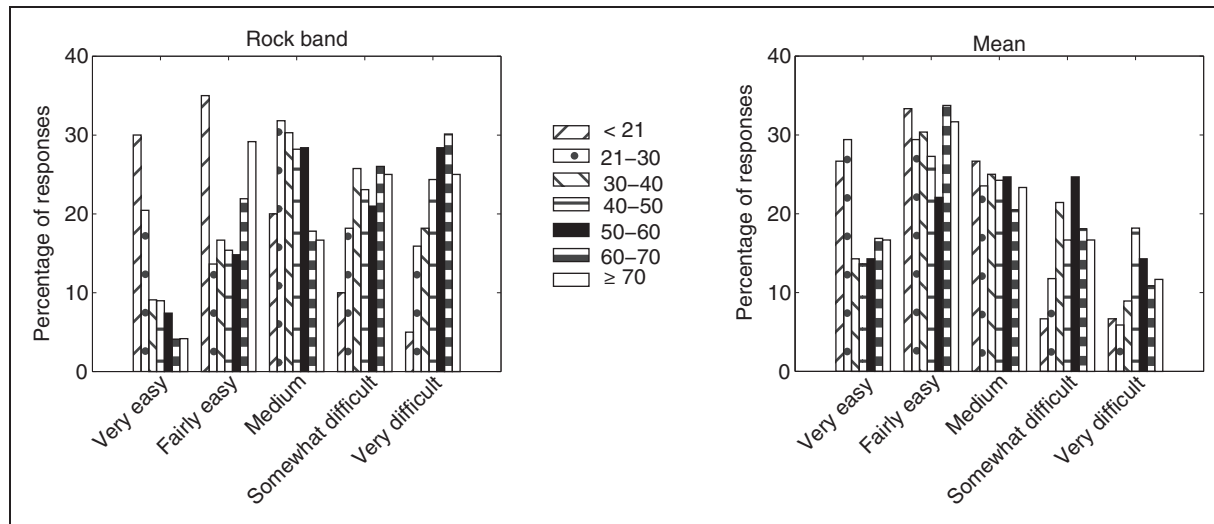 Rock band
40
30
20
10
0
Percentage of responses
Very easy
Fairly easy
Medium
Somewhat difficult
Very difficult
< 21
21–30
30–40
40–50
50–60
60–70
≥ 70
Mean
40
30
20
10
0
Percentage of responses
Very easy
Fairly easy
Medium
Somewhat difficult
Very difficult